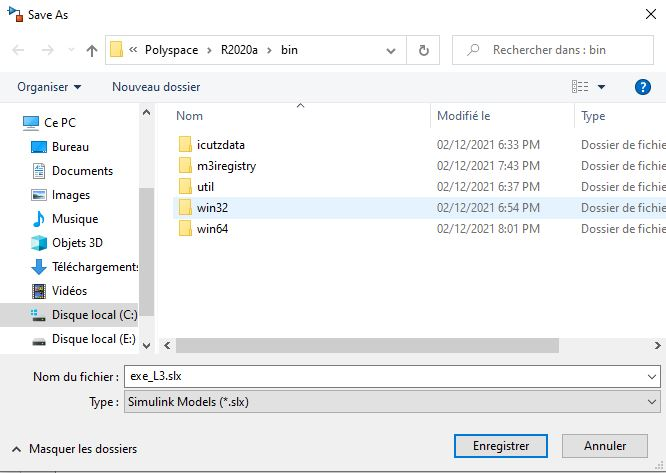 Save As
Polyspace > R2020a > bin
Rechercher dans : bin
Organiser
Nouveau dossier
?
Nom
Modifié le
Type
Ce PC
Bureau
Documents
Images
Musique
Objets 3D
Téléchargements
Vidéos
Disque local (C:)
Disque local (E:)
icutzdata 02/12/2021 6:33 PM Dossier de fichie
m3iregistry 02/12/2021 7:43 PM Dossier de fichie
util 02/12/2021 6:37 PM Dossier de fichie
win32 02/12/2021 6:54 PM Dossier de fichie
win64 02/12/2021 8:01 PM Dossier de fichie
Nom du fichier : exe_L3.slx
Type : Simulink Models (*.slx)
Masquer les dossiers
Enregistrer
Annuler